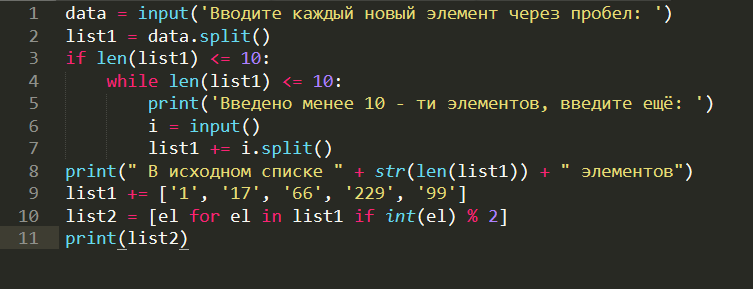 1 data = input('Вводите каждый новый элемент через пробел: ')
2 list1 = data.split()
3 if len(list1) <= 10:
4     while len(list1) <= 10:
5         print('Введено менее 10 - ти элементов, введите ещё: ')
6         i = input()
7         list1 += i.split()
8 print(" В исходном списке " + str(len(list1)) + " элементов")
9 list1 += ['1', '17', '66', '229', '99']
10 list2 = [el for el in list1 if int(el) % 2]
11 print(list2)